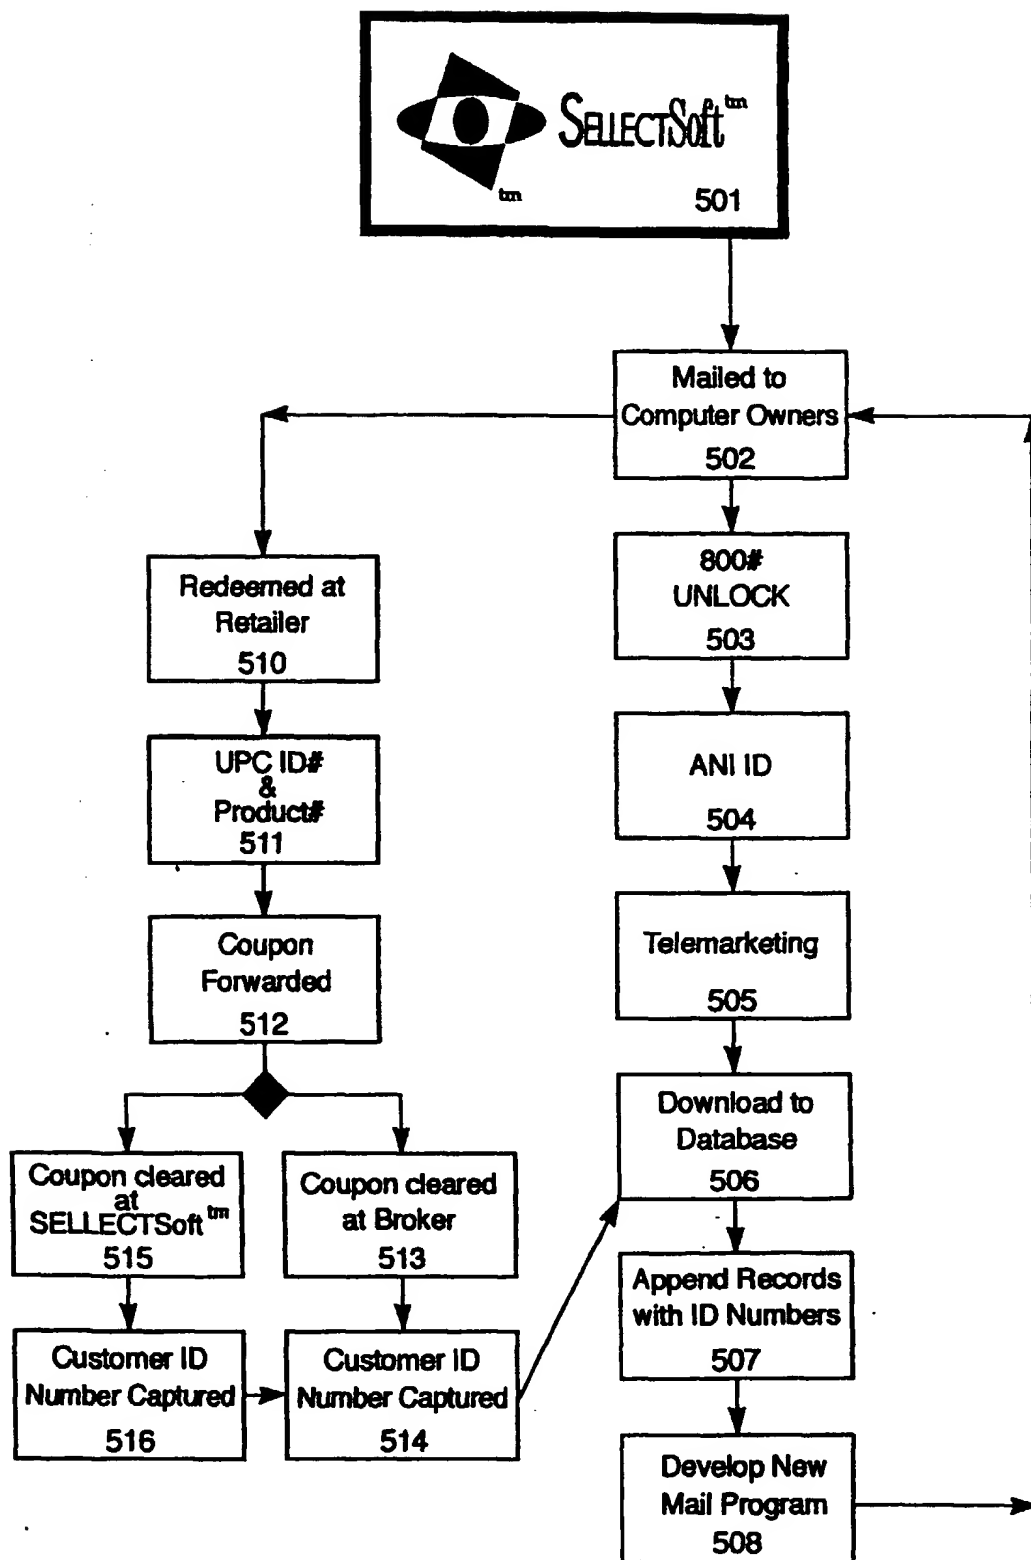 SELLECTSoft tm
tm
501
Mailed to
Computer Owners
502
800#
UNLOCK
503
Redeemed at
Retailer
510
ANI ID
504
UPC ID#
&
Product#
511
Telemarketing
505
Coupon
Forwarded
512
Download to
Database
506
Coupon cleared
at
SELLECTSoft tm
515
Coupon cleared
at Broker
513
Append Records
with ID Numbers
507
Customer ID
Number Captured
516
Customer ID
Number Captured
514
Develop New
Mail Program
508